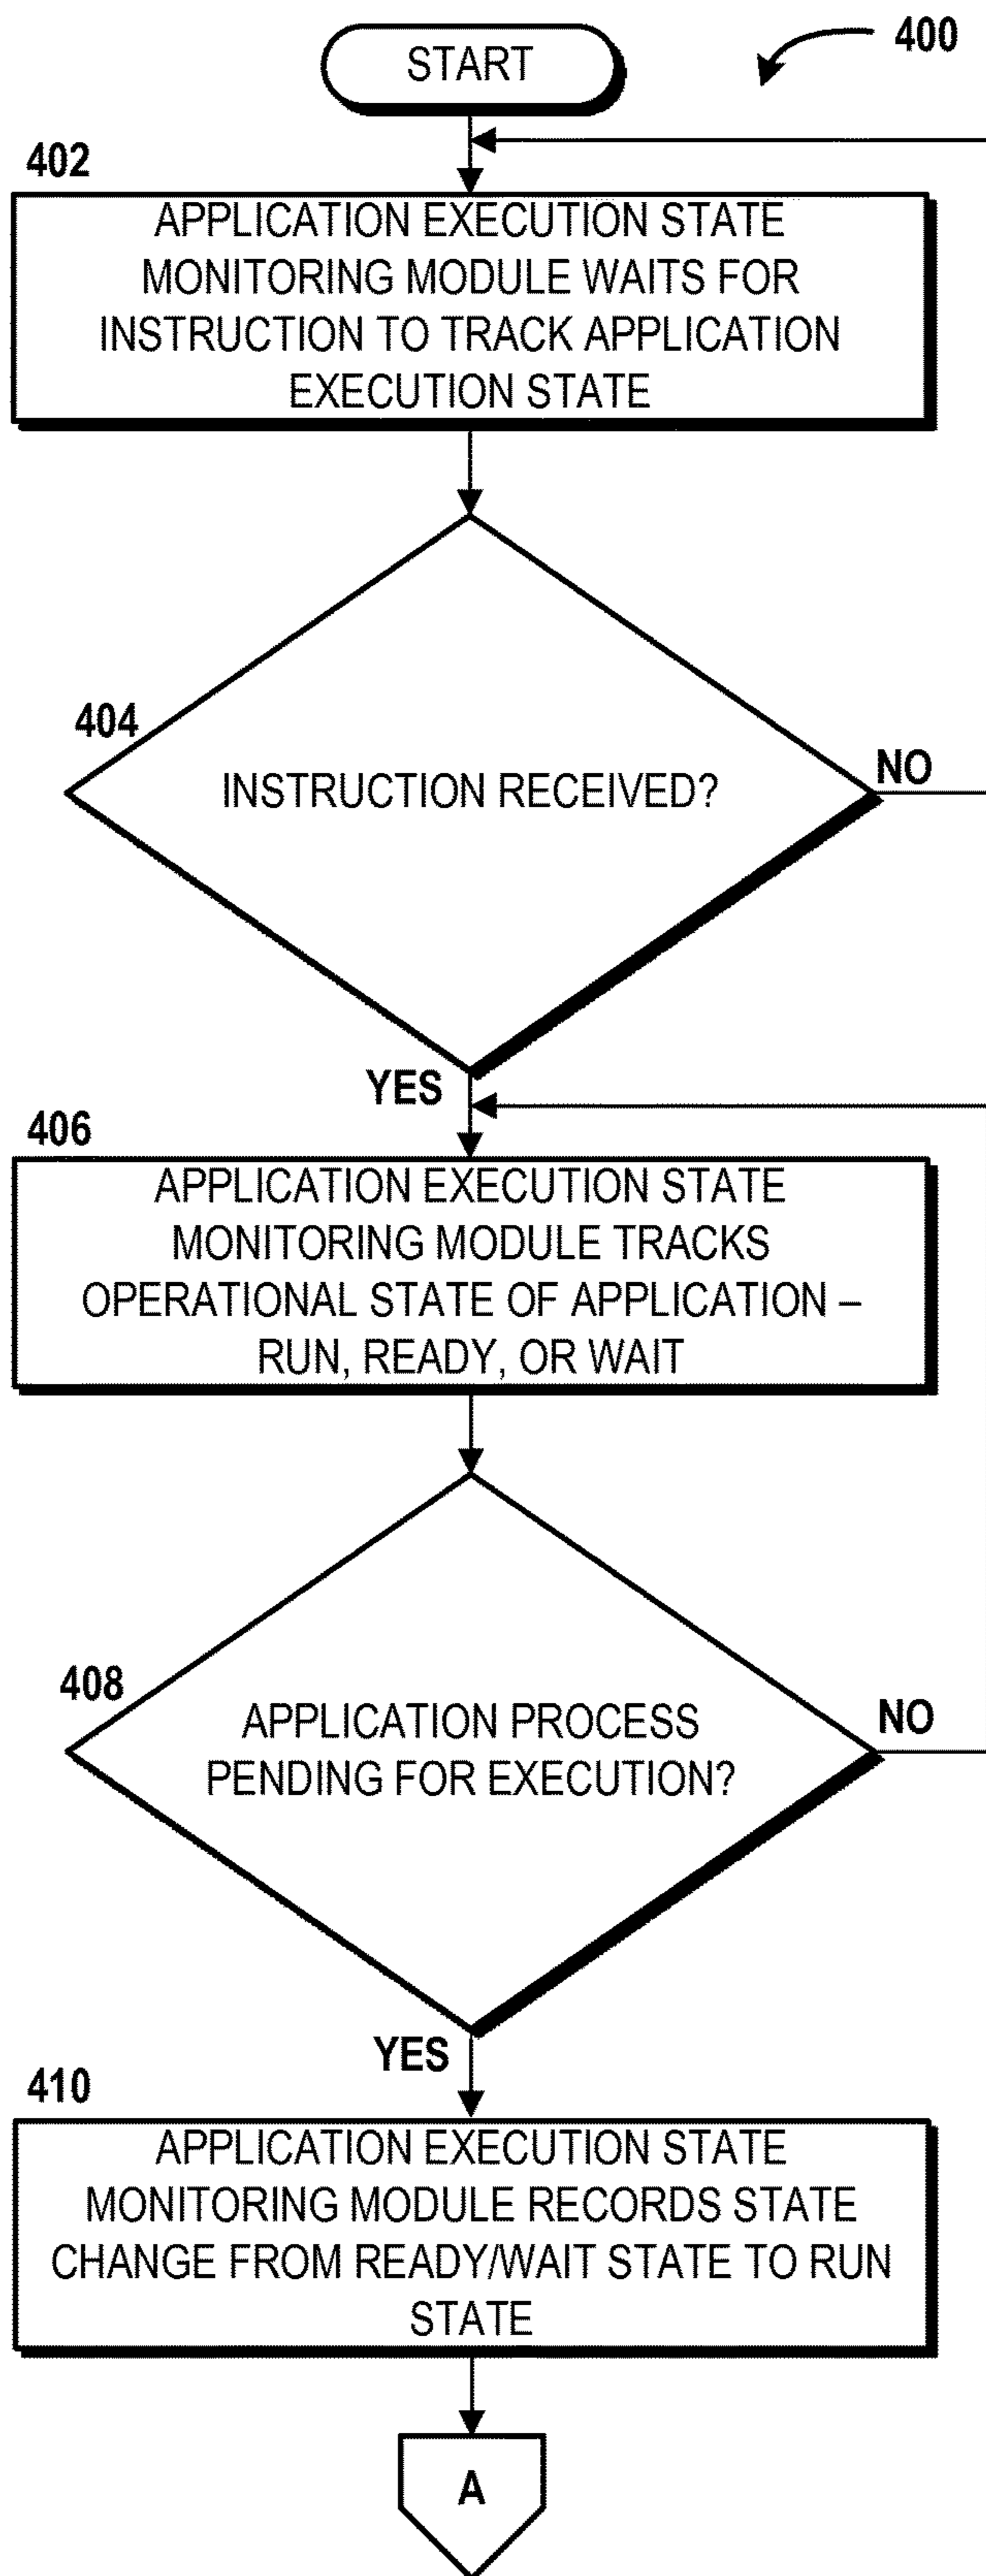 START
400
402
APPLICATION EXECUTION STATE
MONITORING MODULE WAITS FOR
INSTRUCTION TO TRACK APPLICATION
EXECUTION STATE
404
INSTRUCTION RECEIVED?
NO
YES
406
APPLICATION EXECUTION STATE
MONITORING MODULE TRACKS
OPERATIONAL STATE OF APPLICATION –
RUN, READY, OR WAIT
408
APPLICATION PROCESS
PENDING FOR EXECUTION?
NO
YES
410
APPLICATION EXECUTION STATE
MONITORING MODULE RECORDS STATE
CHANGE FROM READY/WAIT STATE TO RUN
STATE
A